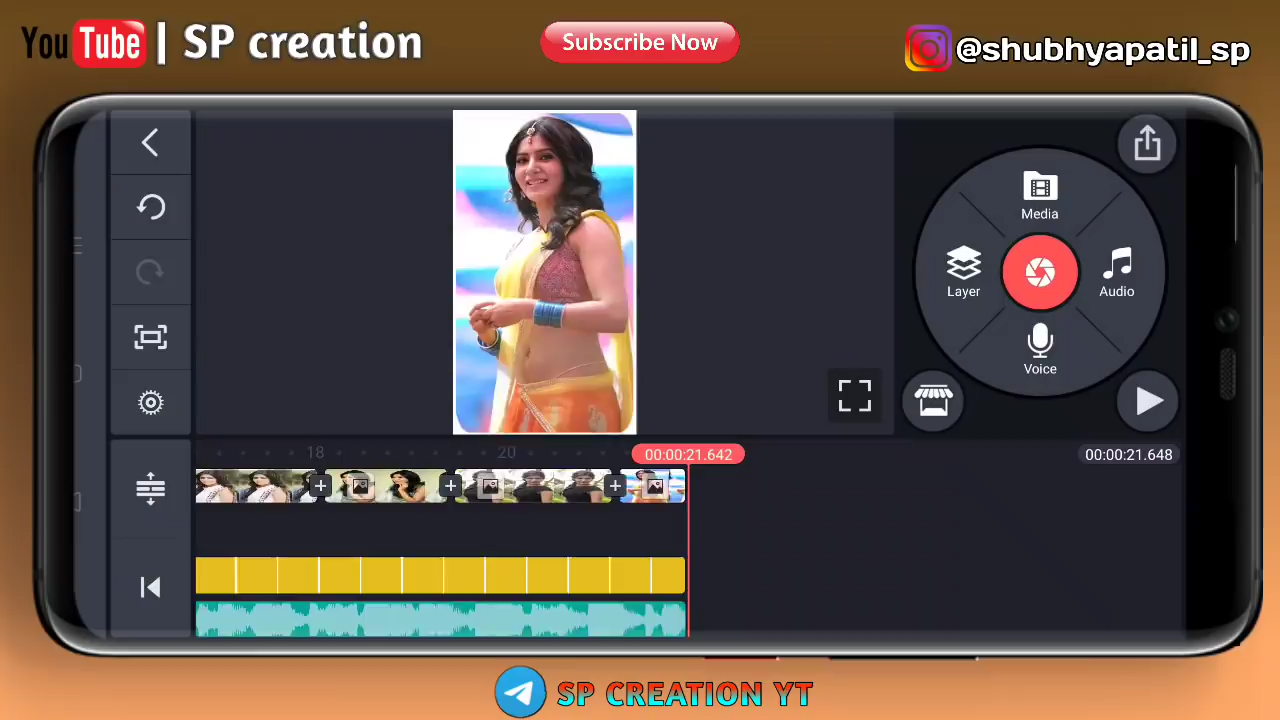 YouTube | SP creation
Subscribe Now
@shubhyapatil_sp
Media
Layer
Audio
Voice
18
20
00:00:21.642
00:00:21.648
SP CREATION YT